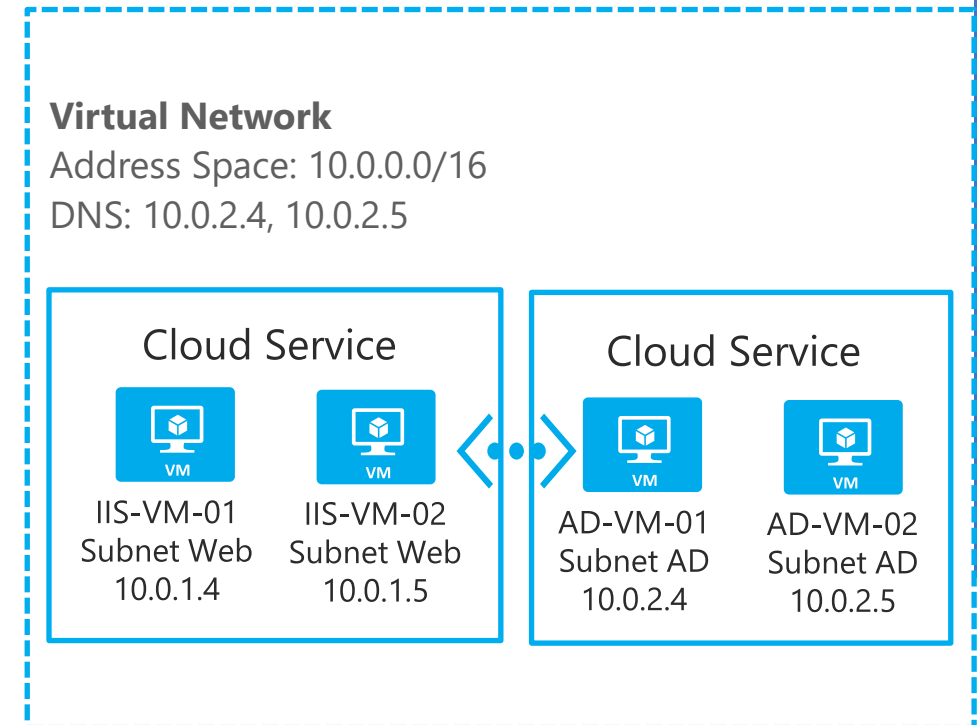 Virtual Network
Address Space: 10.0.0.0/16
DNS: 10.0.2.4, 10.0.2.5
Cloud Service
VM
IIS-VM-01
Subnet Web
10.0.1.4
VM
IIS-VM-02
Subnet Web
10.0.1.5
Cloud Service
VM
AD-VM-01
Subnet AD
10.0.2.4
VM
AD-VM-02
Subnet AD
10.0.2.5